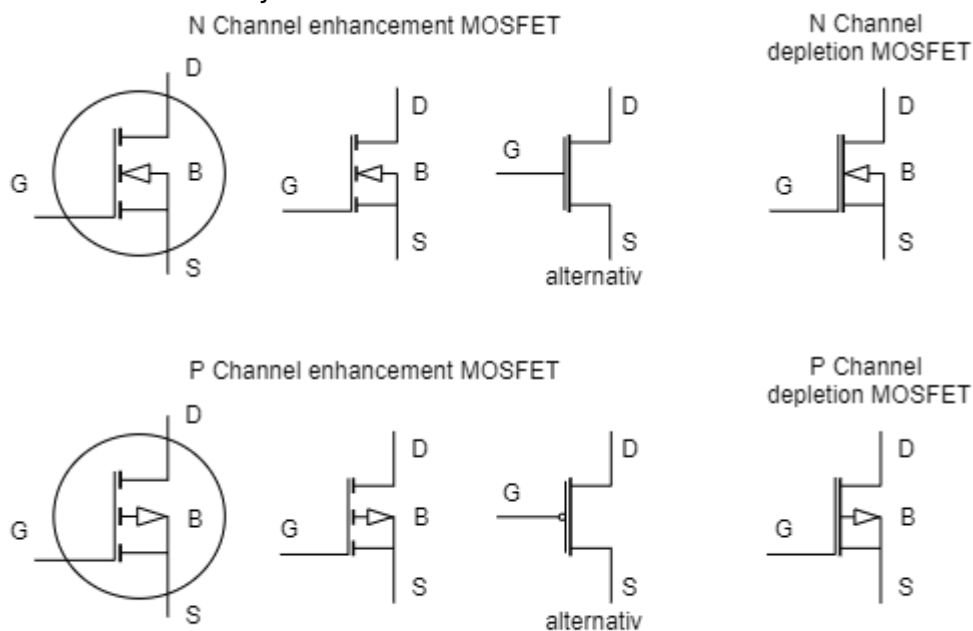 N Channel enhancement MOSFET
N Channel
depletion MOSFET
D
G
B
S
D
G
B
S
D
G
S
alternativ
D
G
B
S
P Channel enhancement MOSFET
P Channel
depletion MOSFET
D
G
B
S
D
G
B
S
D
G
S
alternativ
D
G
B
S